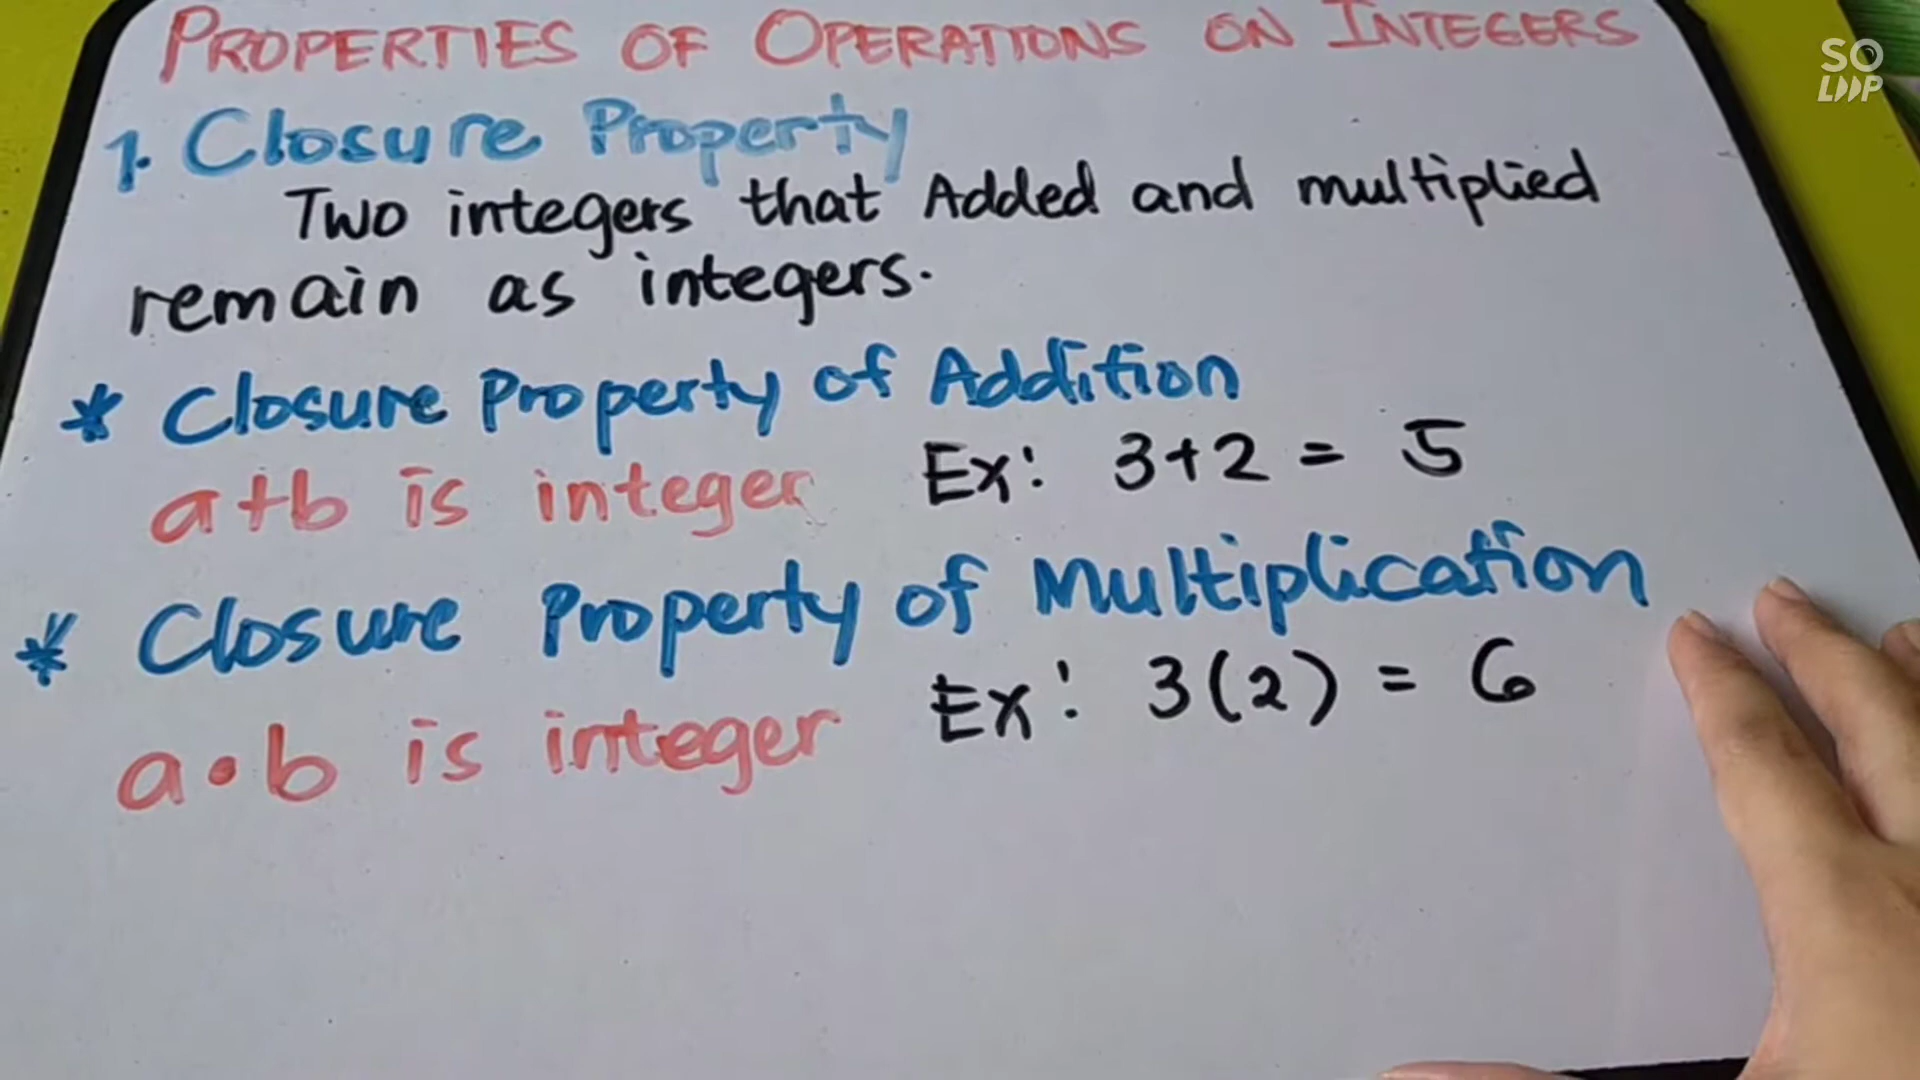 PROPERTIES OF OPERATIONS ON INTEGERS
1. Closure Property
Two integers that Added and multiplied
remain as integers.
* Closure Property of Addition
a+b is integer Ex: 3+2 = 5
* Closure Property of Multiplication
a•b is integer Ex: 3(2) = 6
SO
LOOP